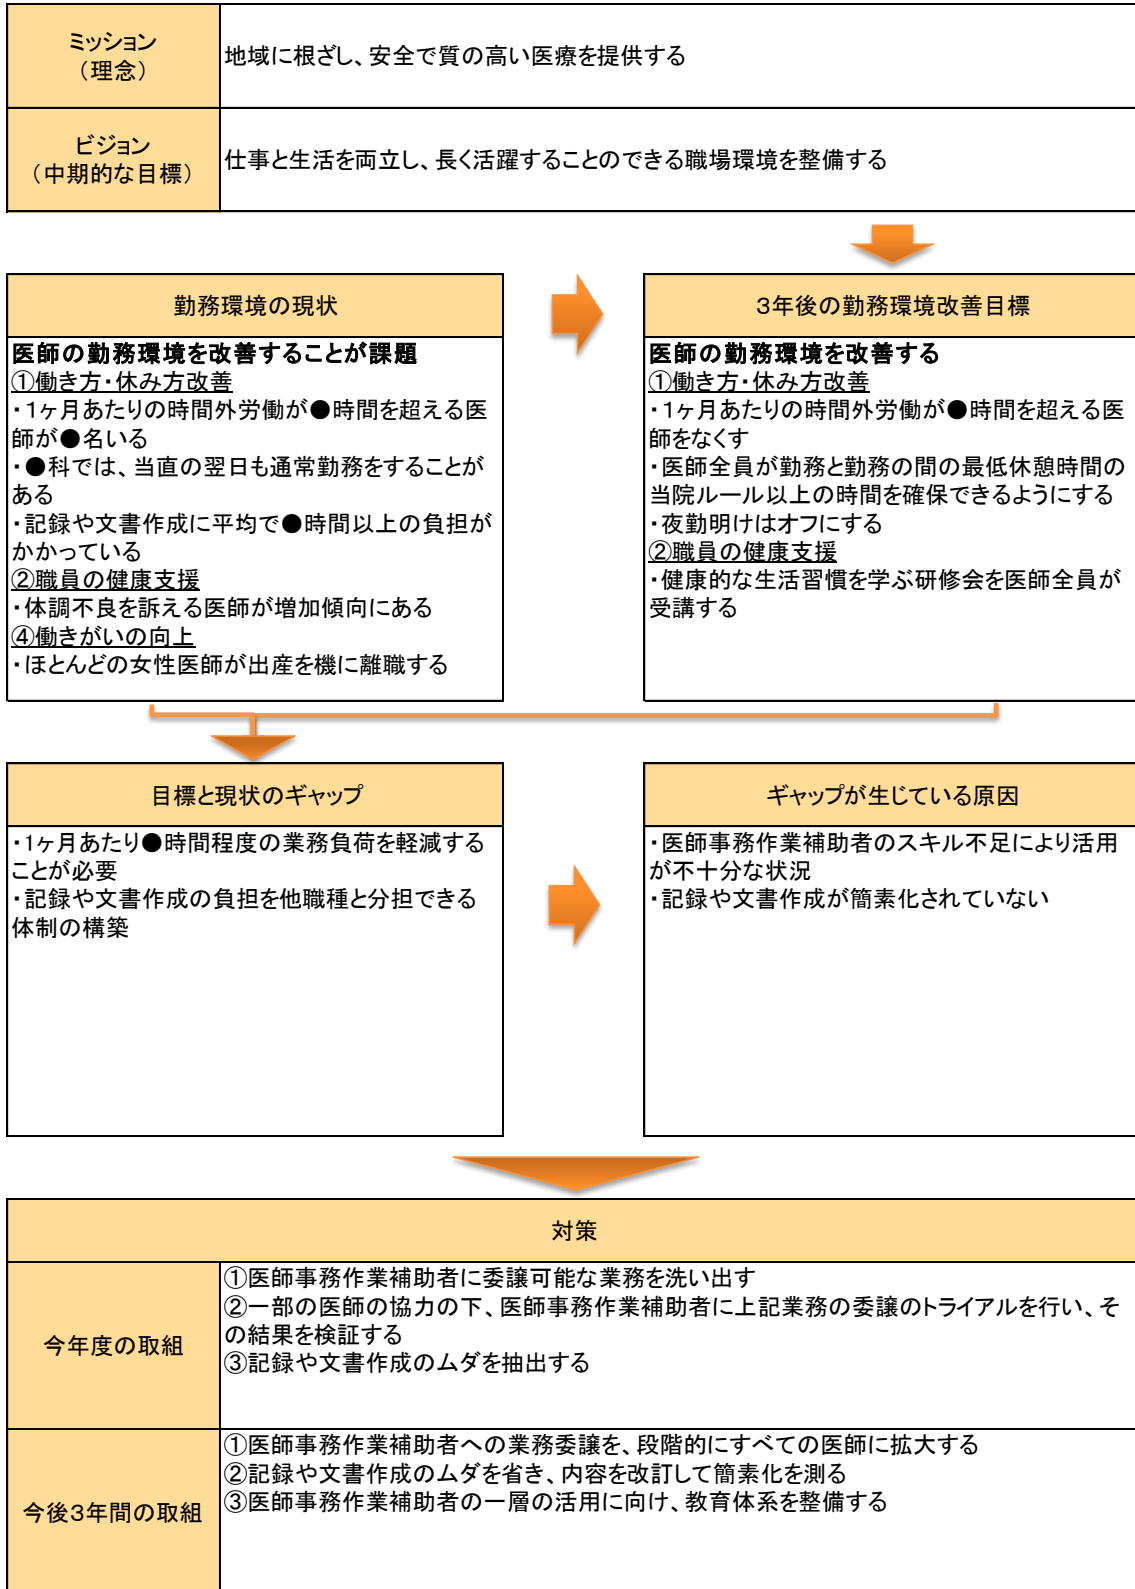 ミッション
（理念）
地域に根ざし、安全で質の高い医療を提供する
ビジョン
（中期的な目標）
仕事と生活を両立し、長く活躍することのできる職場環境を整備する
勤務環境の現状
医師の勤務環境を改善することが課題
①働き方・休み方改善
・1ヶ月あたりの時間外労働が●時間を超える医
師が●名いる
・●科では、当直の翌日も通常勤務をすることが
ある
・記録や文書作成に平均で●時間以上の負担が
かかっている
②職員の健康支援
・体調不良を訴える医師が増加傾向にある
④働きがいの向上
・ほとんどの女性医師が出産を機に離職する
3年後の勤務環境改善目標
医師の勤務環境を改善する
①働き方・休み方改善
・1ヶ月あたりの時間外労働が●時間を超える医
師をなくす
・医師全員が勤務と勤務の間の最低休憩時間の
当院ルール以上の時間を確保できるようにする
・夜勤明けはオフにする
②職員の健康支援
・健康的な生活習慣を学ぶ研修会を医師全員が
受講する
目標と現状のギャップ
・1ヶ月あたり●時間程度の業務負荷を軽減する
ことが必要
・記録や文書作成の負担を他職種と分担できる
体制の構築
ギャップが生じている原因
・医師事務作業補助者のスキル不足により活用
が不十分な状況
・記録や文書作成が簡素化されていない
対策
今年度の取組
①医師事務作業補助者に委譲可能な業務を洗い出す
②一部の医師の協力の下、医師事務作業補助者に上記業務の委譲のトライアルを行い、そ
の結果を検証する
③記録や文書作成のムダを抽出する
今後3年間の取組
①医師事務作業補助者への業務委譲を、段階的にすべての医師に拡大する
②記録や文書作成のムダを省き、内容を改訂して簡素化を測る
③医師事務作業補助者の一層の活用に向け、教育体系を整備する